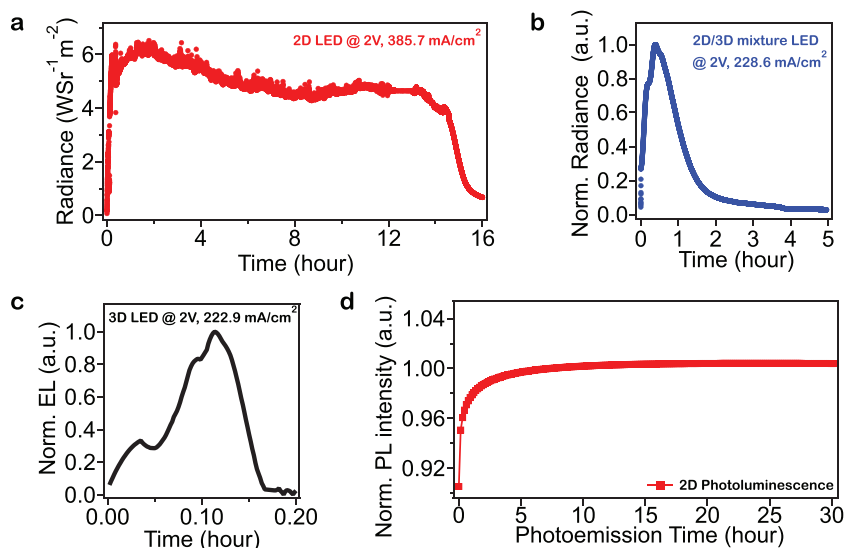 a
2D LED @ 2V, 385.7 mA/cm²
Radiance (WSr⁻¹m⁻²)
6
4
2
0
0 4 8 12 16
Time (hour)
b
2D/3D mixture LED
@ 2V, 228.6 mA/cm²
Norm. Radiance (a.u.)
1.0
0.8
0.6
0.4
0.2
0.0
0 1 2 3 4 5
Time (hour)
c
3D LED @ 2V, 222.9 mA/cm²
Norm. EL (a.u.)
1.0
0.8
0.6
0.4
0.2
0.0
0.00 0.10 0.20
Time (hour)
d
Norm. PL intensity (a.u.)
1.04
1.00
0.96
0.92
2D Photoluminescence
0 5 10 15 20 25 30
Photoemission Time (hour)